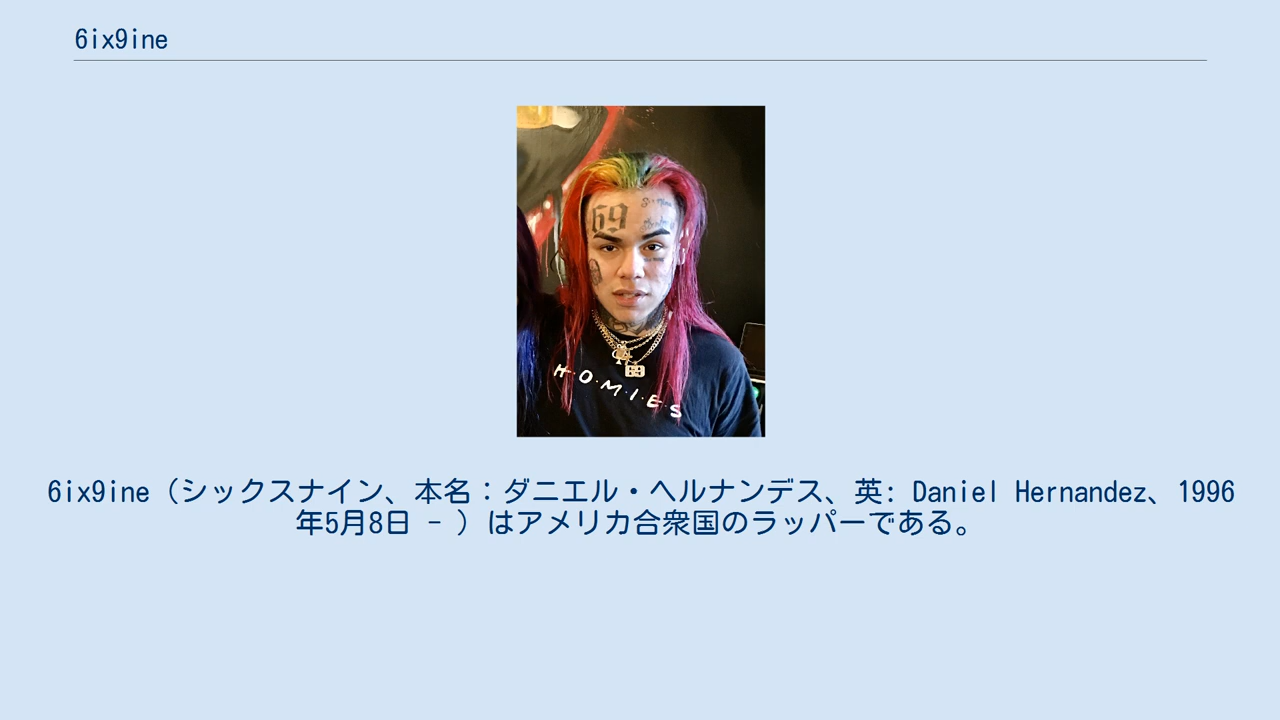 6ix9ine
69
H·O·M·I·E·S
6ix9ine（シックスナイン、本名：ダニエル・ヘルナンデス、英: Daniel Hernandez、1996
年5月8日 - ）はアメリカ合衆国のラッパーである。